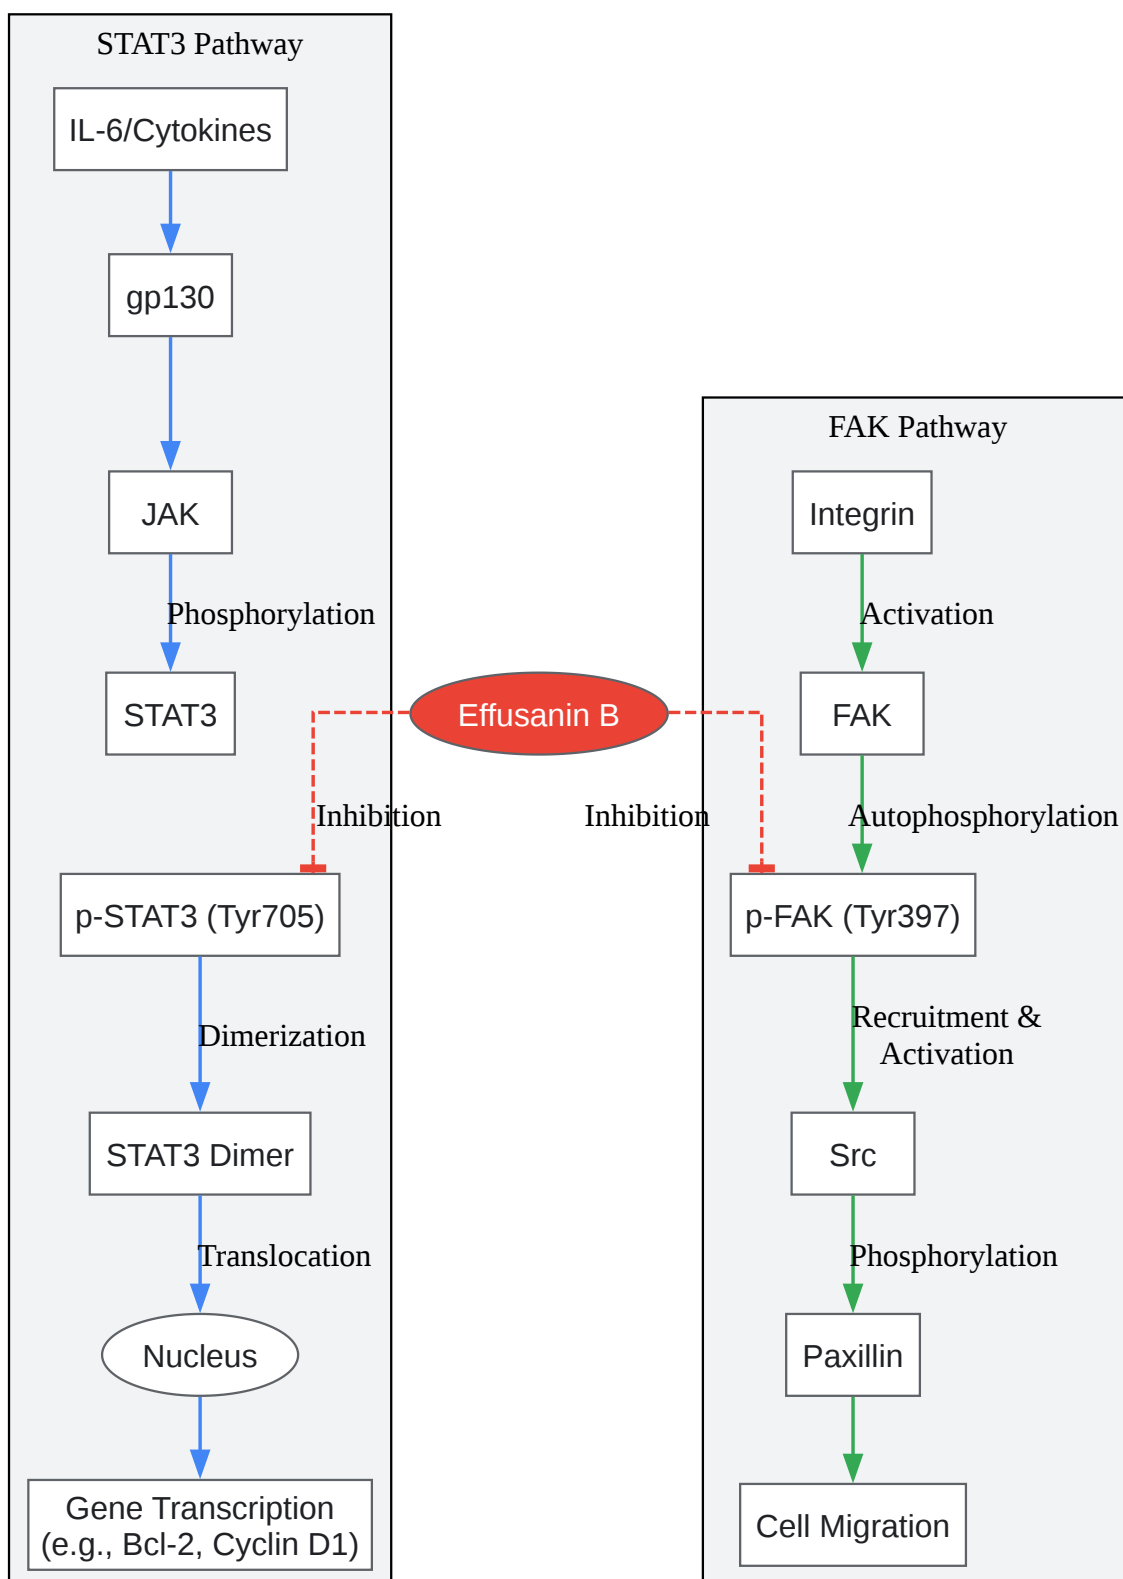 STAT3 Pathway
IL-6/Cytokines
gp130
JAK
Phosphorylation
STAT3
Effusanin B
Inhibition
Inhibition
p-STAT3 (Tyr705)
Dimerization
STAT3 Dimer
Translocation
Nucleus
Gene Transcription
(e.g., Bcl-2, Cyclin D1)
FAK Pathway
Integrin
Activation
FAK
Autophosphorylation
p-FAK (Tyr397)
Recruitment &
Activation
Src
Phosphorylation
Paxillin
Cell Migration